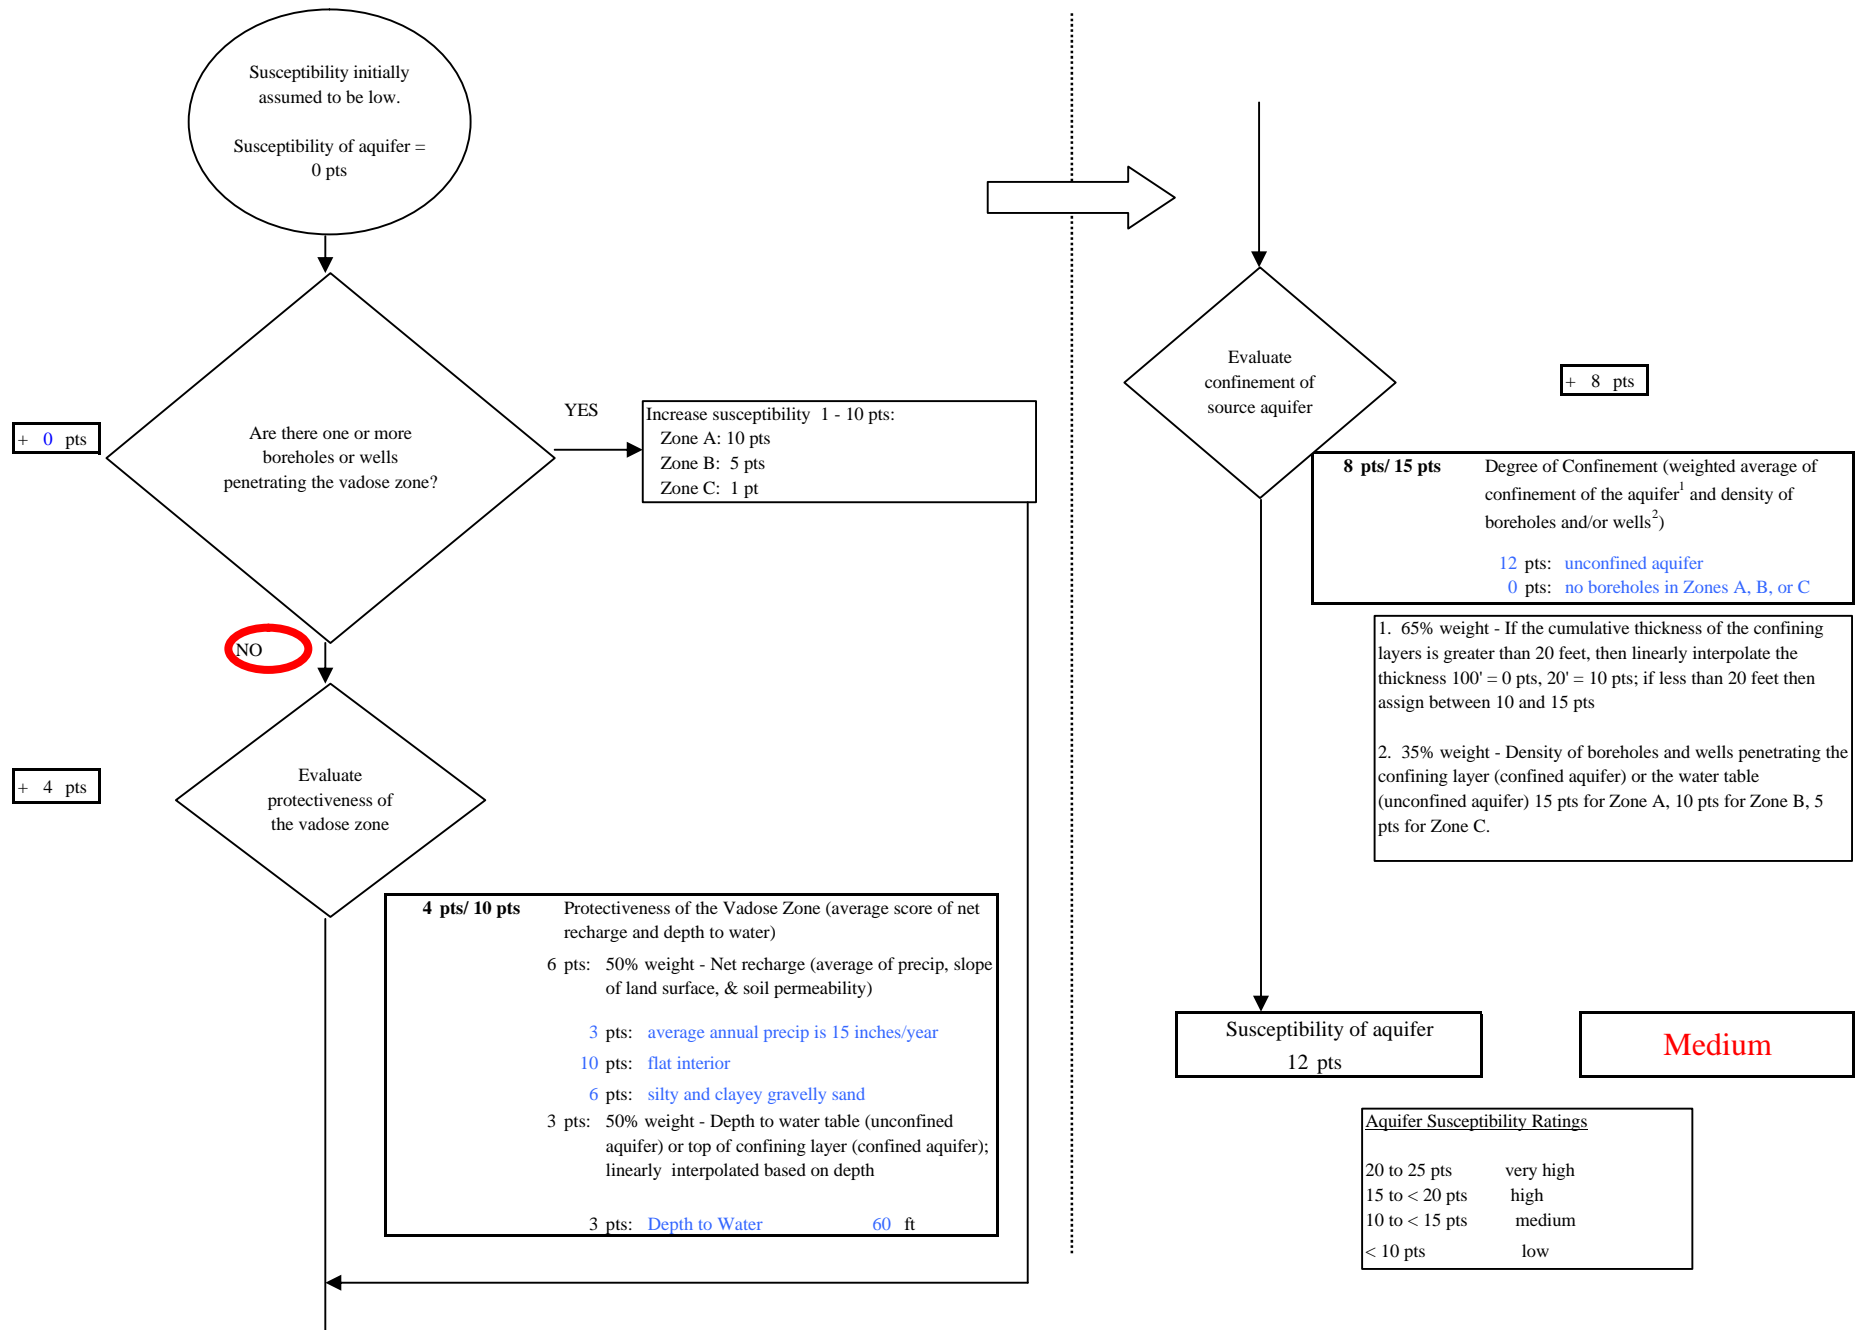 Susceptibility initially
assumed to be low.
Susceptibility of aquifer =
0 pts
+ 0 pts
Are there one or more
boreholes or wells
penetrating the vadose zone?
YES
Increase susceptibility 1 - 10 pts:
Zone A: 10 pts
Zone B: 5 pts
Zone C: 1 pt
NO
+ 4 pts
Evaluate
protectiveness of
the vadose zone
4 pts/ 10 pts Protectiveness of the Vadose Zone (average score of net
recharge and depth to water)
6 pts: 50% weight - Net recharge (average of precip, slope
of land surface, & soil permeability)
3 pts: average annual precip is 15 inches/year
10 pts: flat interior
6 pts: silty and clayey gravelly sand
3 pts: 50% weight - Depth to water table (unconfined
aquifer) or top of confining layer (confined aquifer);
linearly interpolated based on depth
3 pts: Depth to Water 60 ft
Evaluate
confinement of
source aquifer
+ 8 pts
8 pts/ 15 pts Degree of Confinement (weighted average of
confinement of the aquifer1 and density of
boreholes and/or wells2)
12 pts: unconfined aquifer
0 pts: no boreholes in Zones A, B, or C
1. 65% weight - If the cumulative thickness of the confining
layers is greater than 20 feet, then linearly interpolate the
thickness 100' = 0 pts, 20' = 10 pts; if less than 20 feet then
assign between 10 and 15 pts
2. 35% weight - Density of boreholes and wells penetrating the
confining layer (confined aquifer) or the water table
(unconfined aquifer) 15 pts for Zone A, 10 pts for Zone B, 5
pts for Zone C.
Susceptibility of aquifer
12 pts
Medium
Aquifer Susceptibility Ratings
20 to 25 pts very high
15 to < 20 pts high
10 to < 15 pts medium
< 10 pts low